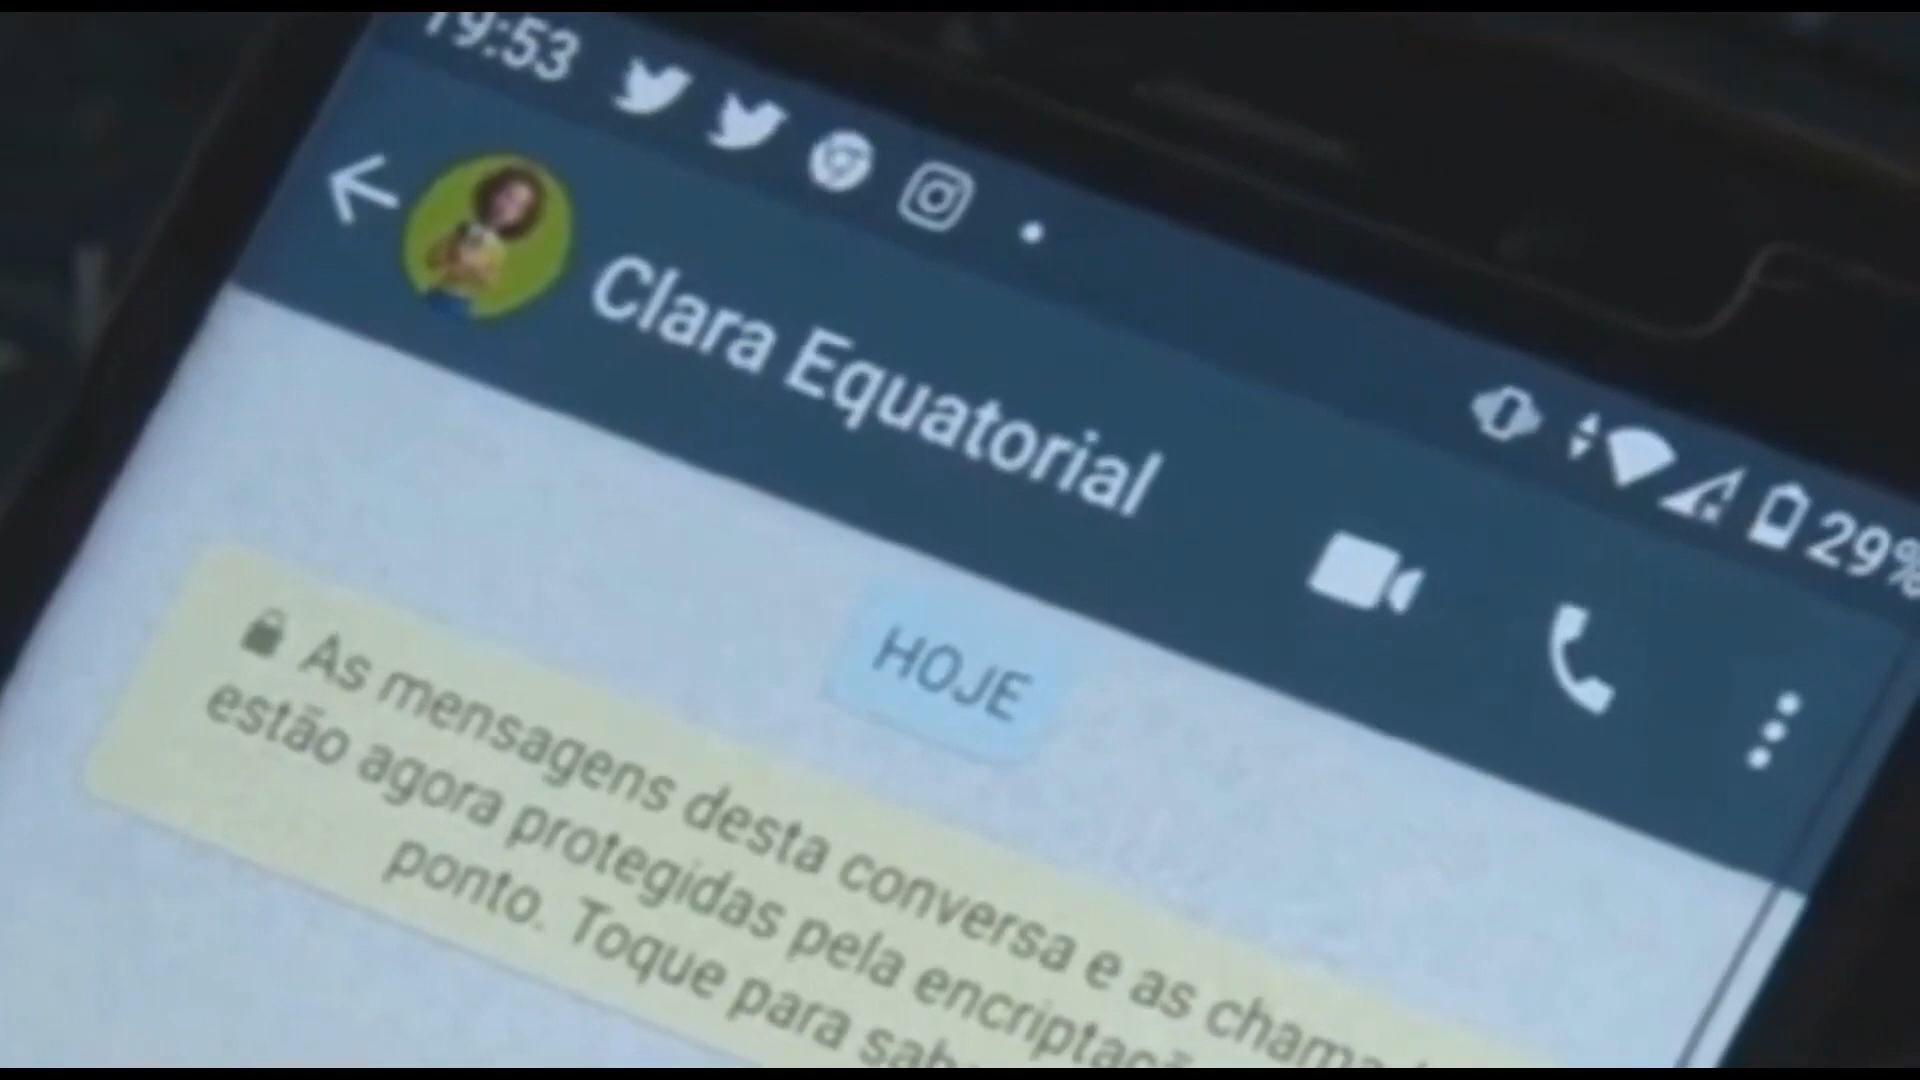 19:53
29%
Clara Equatorial
HOJE
As mensagens desta conversa e as
estão agora protegidas pela
ponto. Toque para